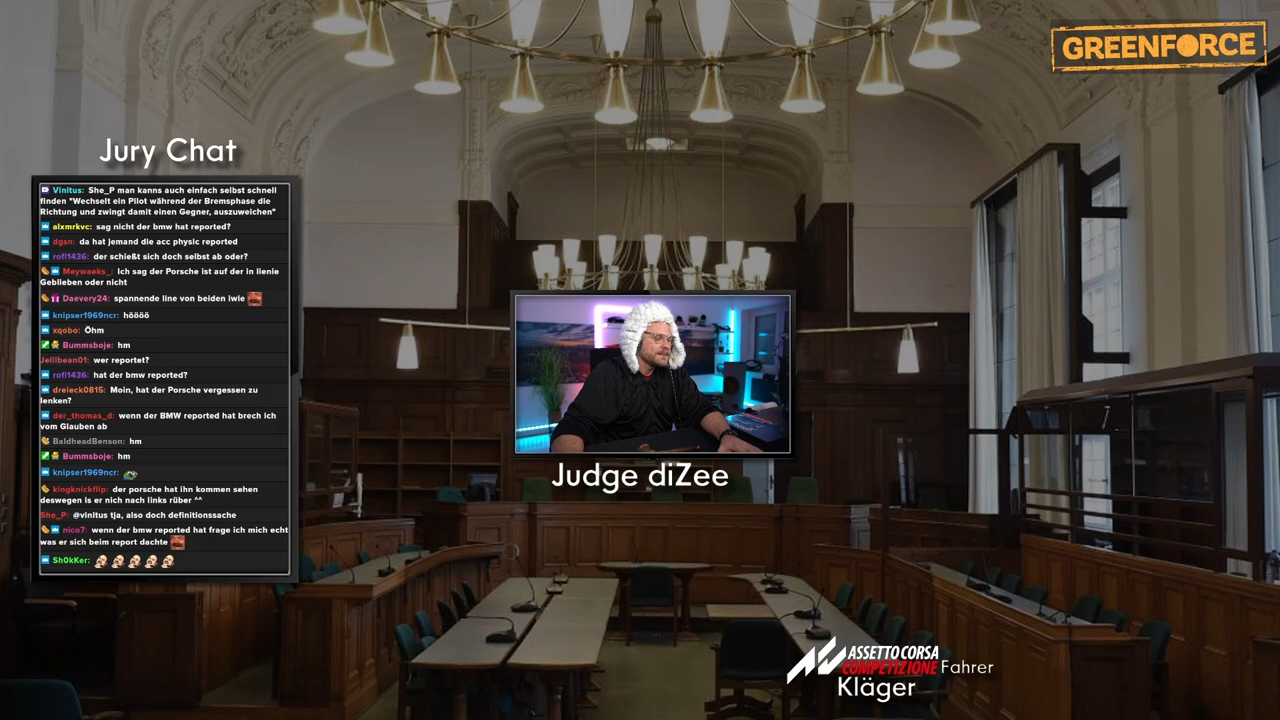 GREENFORCE
Jury Chat
Vinitus: She_P man kanns auch einfach selbst schnell
finden "Wechselt ein Pilot während der Bremsphase die
Richtung und zwingt damit einen Gegner, auszuweichen"
alxmrkvc: sag nicht der bmw hat reported?
dgsn: da hat jemand die acc physic reported
rofl1436: der schießt sich doch selbst ab oder?
Meywaeks_: Ich sag der Porsche ist auf der in lienie
Geblieben oder nicht
Daevery24: spannende line von beiden iwie
knipser1969ncr: höööö
xqobo: Öhm
Bummsboje: hm
Jellibean01: wer reportet?
rofl1436: hat der bmw reported?
dreieck0815: Moin, hat der Porsche vergessen zu
lenken?
der_thomas_d: wenn der BMW reported hat brech ich
vom Glauben ab
BaldheadBenson: hm
Bummsboje: hm
knipser1969ncr:
kingknickflip: der porsche hat ihn kommen sehen
deswegen is er nich nach links rüber ^^
She_P: @vinitus tja, also doch definitionssache
nico7: wenn der bmw reported hat frage ich mich echt
was er sich beim report dachte
Sh0kKer:
Judge diZee
ASSETTO CORSA
COMPETIZIONE Fahrer
Kläger